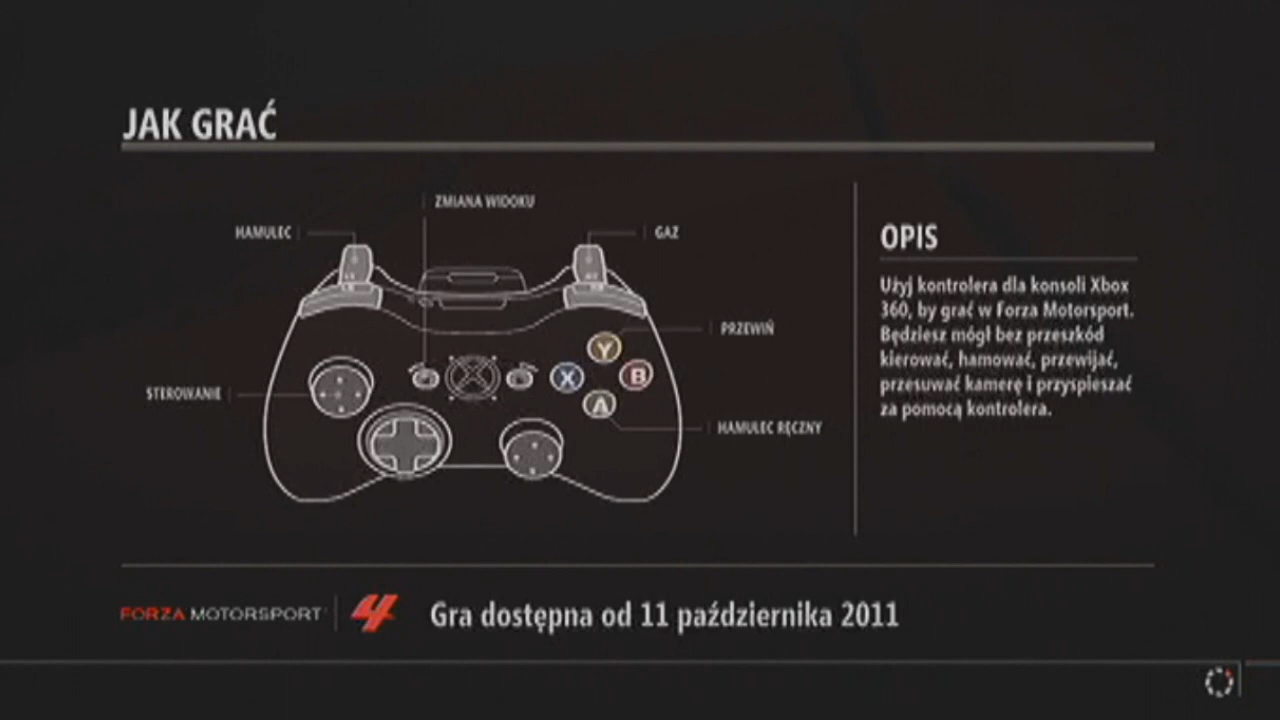 JAK GRAĆ
ZMIANA WIDOKU
HAMULEC
GAZ
PRZEWIŃ
STEROWANIE
HAMULEC RĘCZNY
Y
X
B
A
OPIS
Użyj kontrolera dla konsoli Xbox
360, by grać w Forza Motorsport.
Będziesz mógł bez przeszkód
kierować, hamować, przewijać,
przesuwać kamerę i przyspieszać
za pomocą kontrolera.
FORZA MOTORSPORT 4 Gra dostępna od 11 października 2011